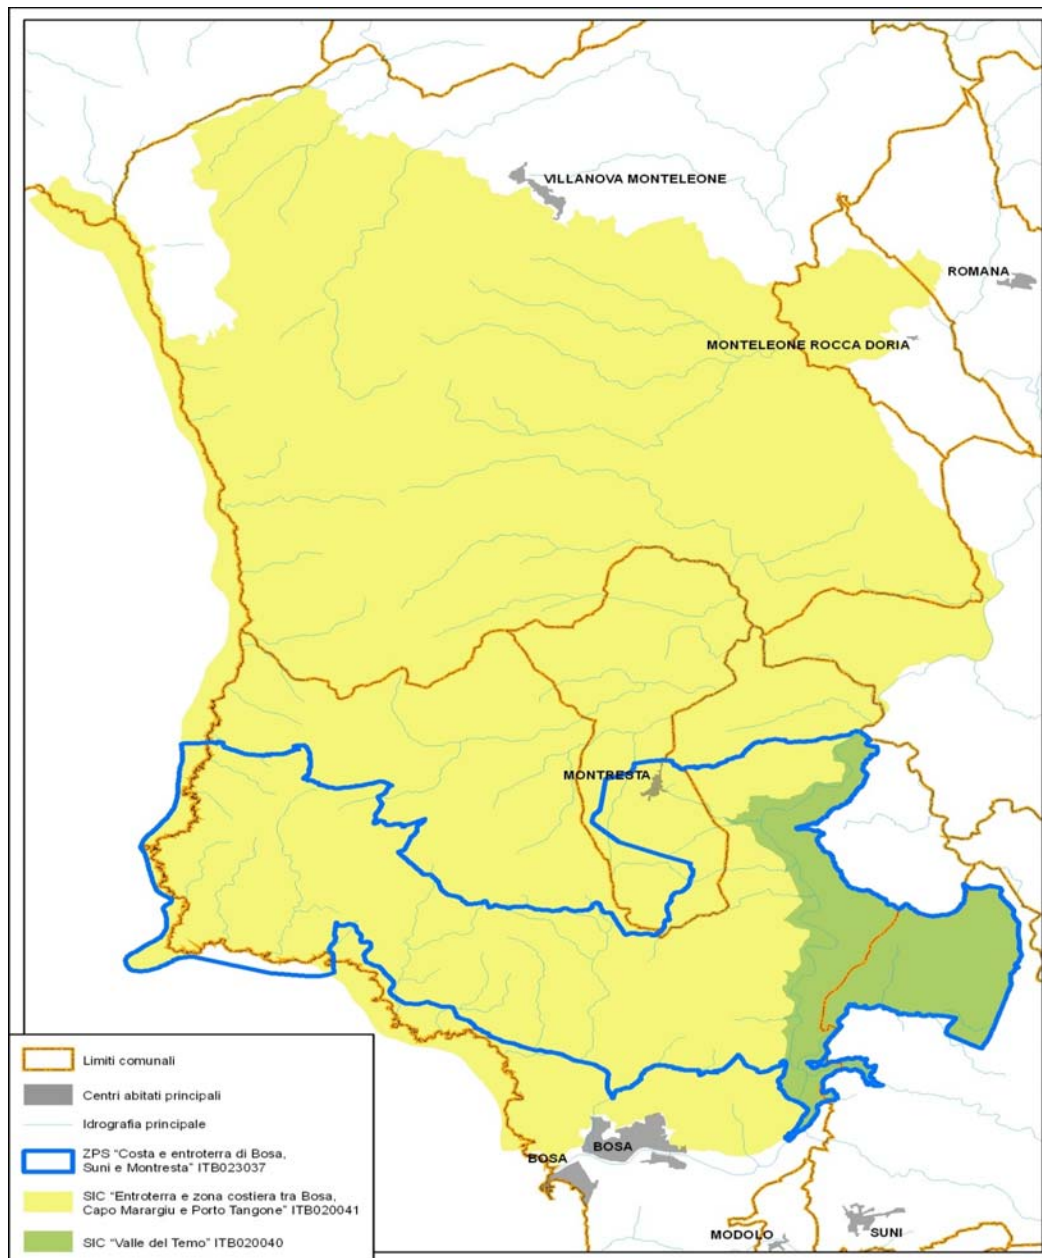 VILLANOVA MONTELEONE
ROMANA
MONTELEONE ROCCA DORIA
MONTRESTA
BOSA
BOSA
MODOLO
SUNI
Limiti comunali
Centri abitati principali
Idrografia principale
ZPS "Costa e entroterra di Bosa,
Suni e Montresta" ITB023037
SIC "Entroterra e zona costiera tra Bosa,
Capo Marargiu e Porto Tangone" ITB020041
SIC "Valle del Temo" ITB020040